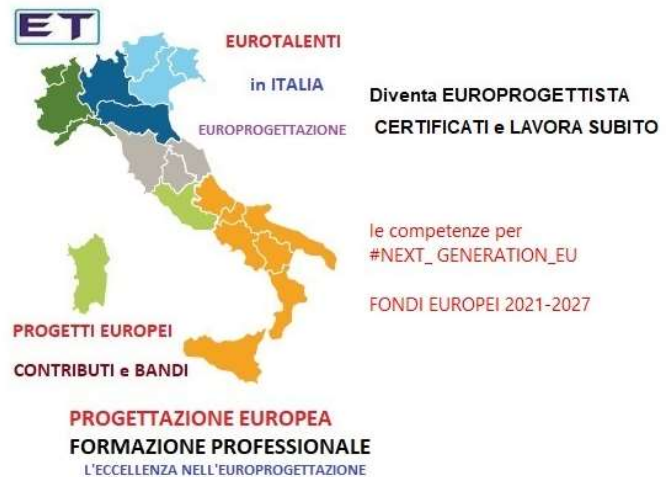 ET
EUROTALENTI
in ITALIA
EUROPROGETTAZIONE
Diventa EUROPROGETTISTA
CERTIFICATI e LAVORA SUBITO
le competenze per
#NEXT_ GENERATION_EU
FONDI EUROPEI 2021-2027
PROGETTI EUROPEI
CONTRIBUTI e BANDI
PROGETTAZIONE EUROPEA
FORMAZIONE PROFESSIONALE
L'ECCELLENZA NELL'EUROPROGETTAZIONE